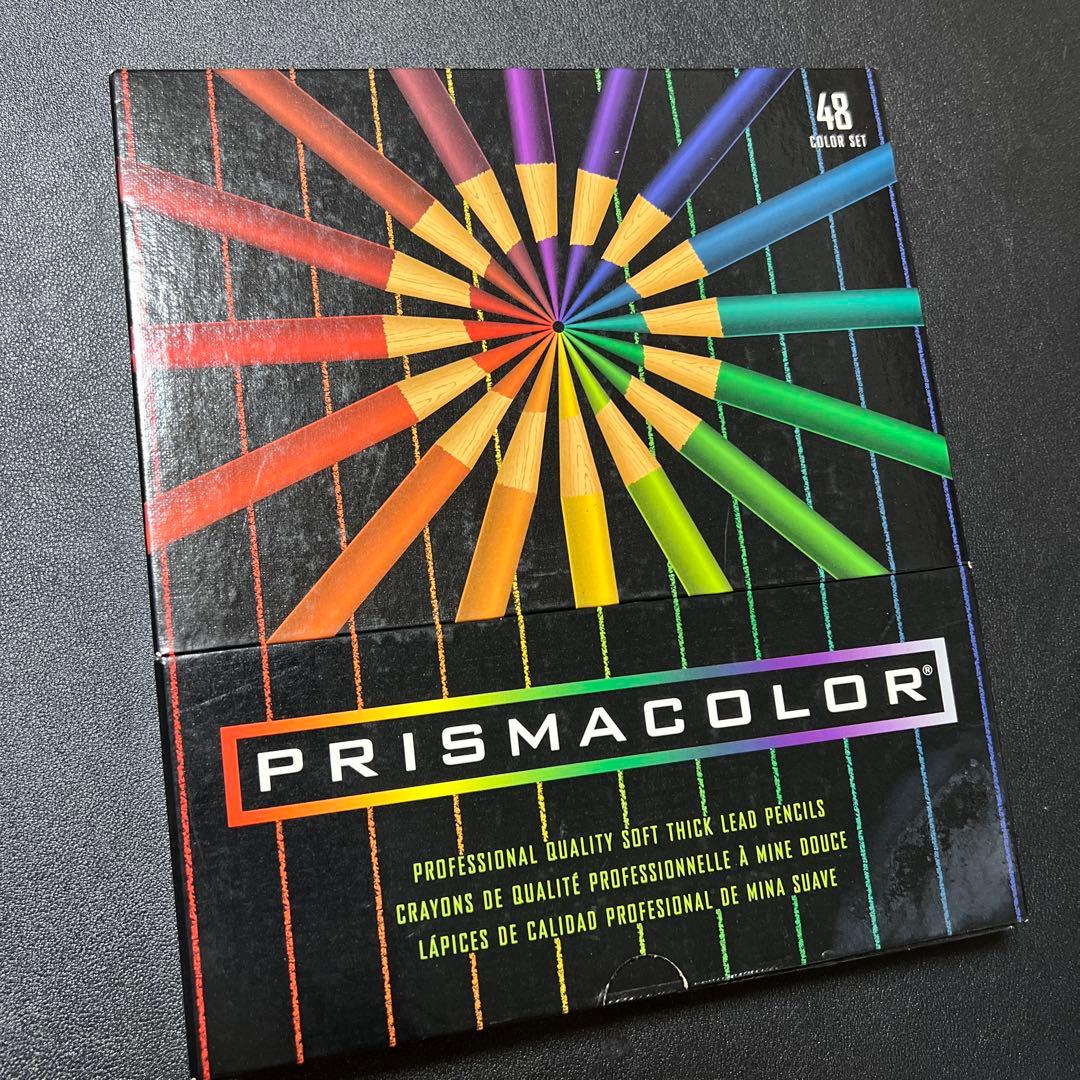 48
COLOR SET
PRISMACOLOR®
PROFESSIONAL QUALITY SOFT THICK LEAD PENCILS
CRAYONS DE QUALITÉ PROFESSIONNELLE À MINE DOUCE
LÁPICES DE CALIDAD PROFESIONAL DE MINA SUAVE